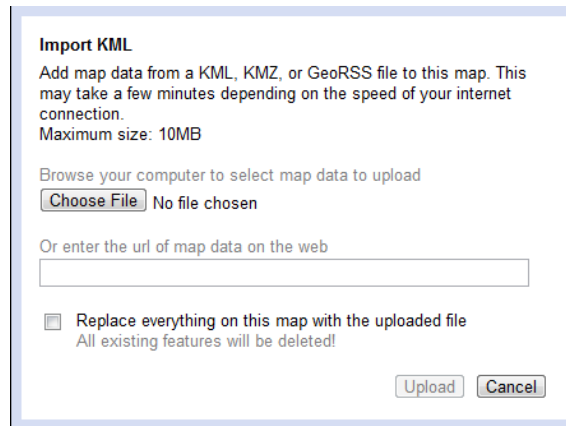 Import KML
Add map data from a KML, KMZ, or GeoRSS file to this map. This
may take a few minutes depending on the speed of your internet
connection.
Maximum size: 10MB
Browse your computer to select map data to upload
Choose File No file chosen
Or enter the url of map data on the web
Replace everything on this map with the uploaded file
All existing features will be deleted!
Upload Cancel